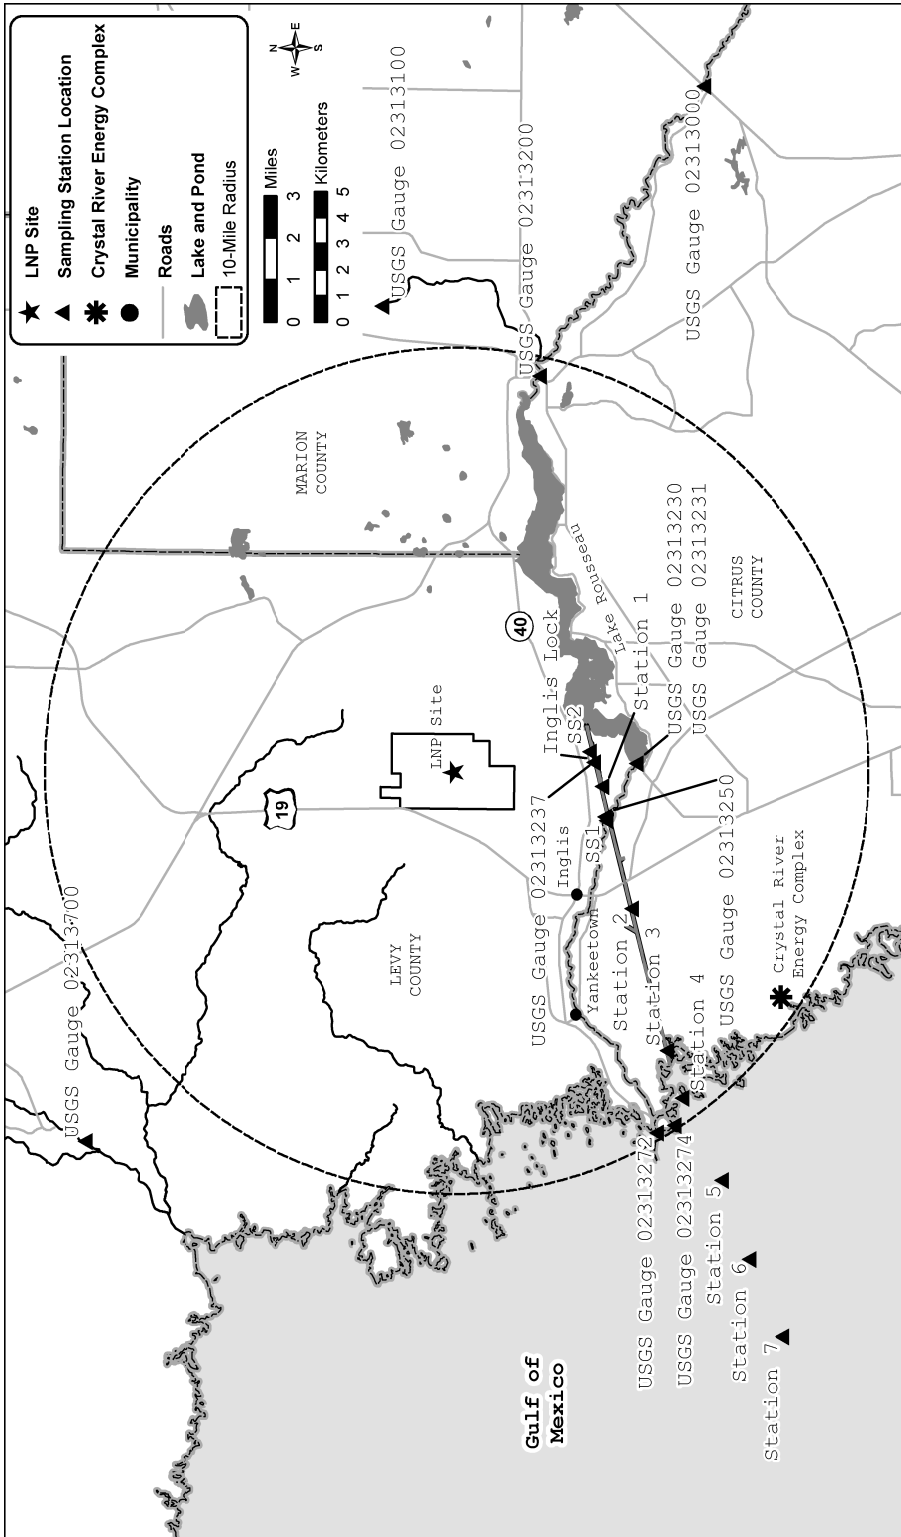 LNP Site
Sampling Station Location
Crystal River Energy Complex
Municipality
Roads
Lake and Pond
10-Mile Radius
N
E
S
W
Miles
0 1 2 3
Kilometers
0 1 2 3 4 5
USGS Gauge 02313700
USGS Gauge 02313100
USGS Gauge 02313200
USGS Gauge 02313000
MARION
COUNTY
19
LNP Site
LEVY
COUNTY
40
Inglis Lock
SS2
Lake Rousseau
Station 1
USGS Gauge 02313230
USGS Gauge 02313231
CITRUS
COUNTY
USGS Gauge 02313237
Inglis
SS1
Yankeetown
Station 2
Station 3
Station 4
USGS Gauge 02313250
Crystal River
Energy Complex
USGS Gauge 02313272
USGS Gauge 02313274
Station 5
Station 6
Station 7
Gulf of
Mexico